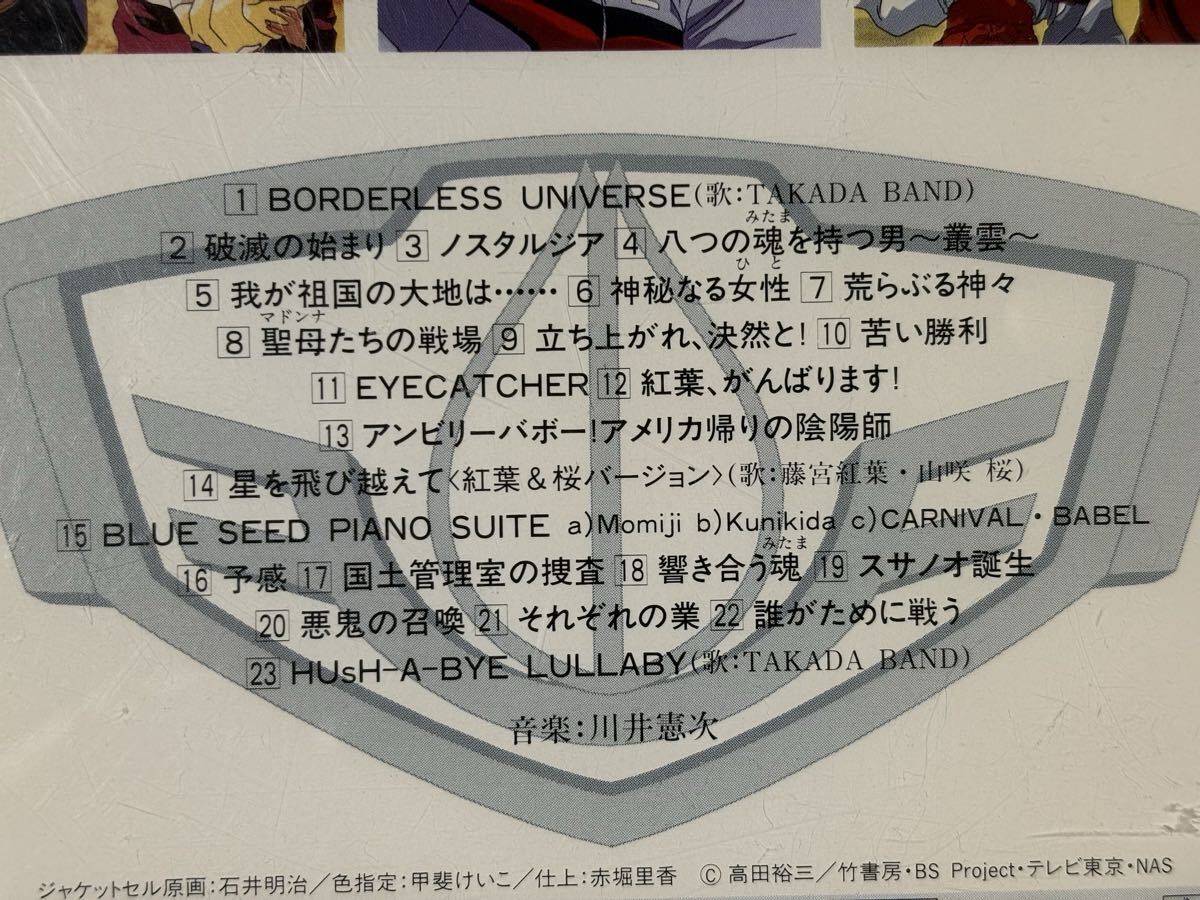 1 BORDERLESS UNIVERSE(歌:TAKADA BAND)
みたま
2 破滅の始まり 3 ノスタルジア 4 八つの魂を持つ男〜叢雲〜
ひと
5 我が祖国の大地は…… 6 神秘なる女性 7 荒らぶる神々
マドンナ
8 聖母たちの戦場 9 立ち上がれ、決然と! 10 苦い勝利
11 EYECATCHER 12 紅葉、がんばります!
13 アンビリーバボー!アメリカ帰りの陰陽師
14 星を飛び越えて〈紅葉&桜バージョン〉(歌:藤宮紅葉・山咲 桜)
15 BLUE SEED PIANO SUITE a)Momiji b)Kunikida c)CARNIVAL・BABEL
みたま
16 予感 17 国土管理室の捜査 18 響き合う魂 19 スサノオ誕生
20 悪鬼の召喚 21 それぞれの業 22 誰がために戦う
23 HUsH-A-BYE LULLABY(歌:TAKADA BAND)
音楽:川井憲次
ジャケットセル原画:石井明治/色指定:甲斐けいこ/仕上:赤堀里香 Ⓒ高田裕三/竹書房・BS Project・テレビ東京・NAS